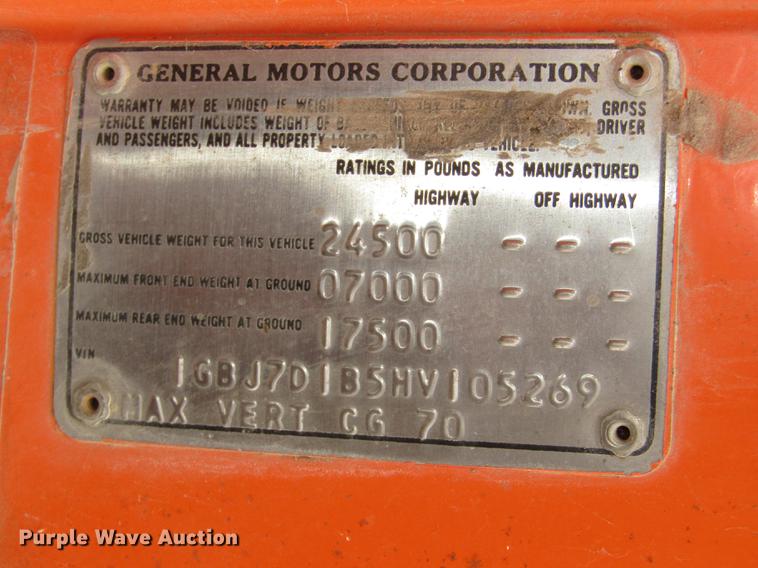 GENERAL MOTORS CORPORATION
WARRANTY MAY BE VOIDED IF WEIGHT GROSS
VEHICLE WEIGHT INCLUDES WEIGHT OF DRIVER
AND PASSENGERS, AND ALL PROPERTY LOADED VEHICLE.
RATINGS IN POUNDS AS MANUFACTURED
HIGHWAY OFF HIGHWAY
GROSS VEHICLE WEIGHT FOR THIS VEHICLE 24500 - - -
MAXIMUM FRONT END WEIGHT AT GROUND 07000 - - -
MAXIMUM REAR END WEIGHT AT GROUND 17500 - - -
VIN 1GBJ7D1B5HV105269
MAX VERT CG 70
Purple Wave Auction